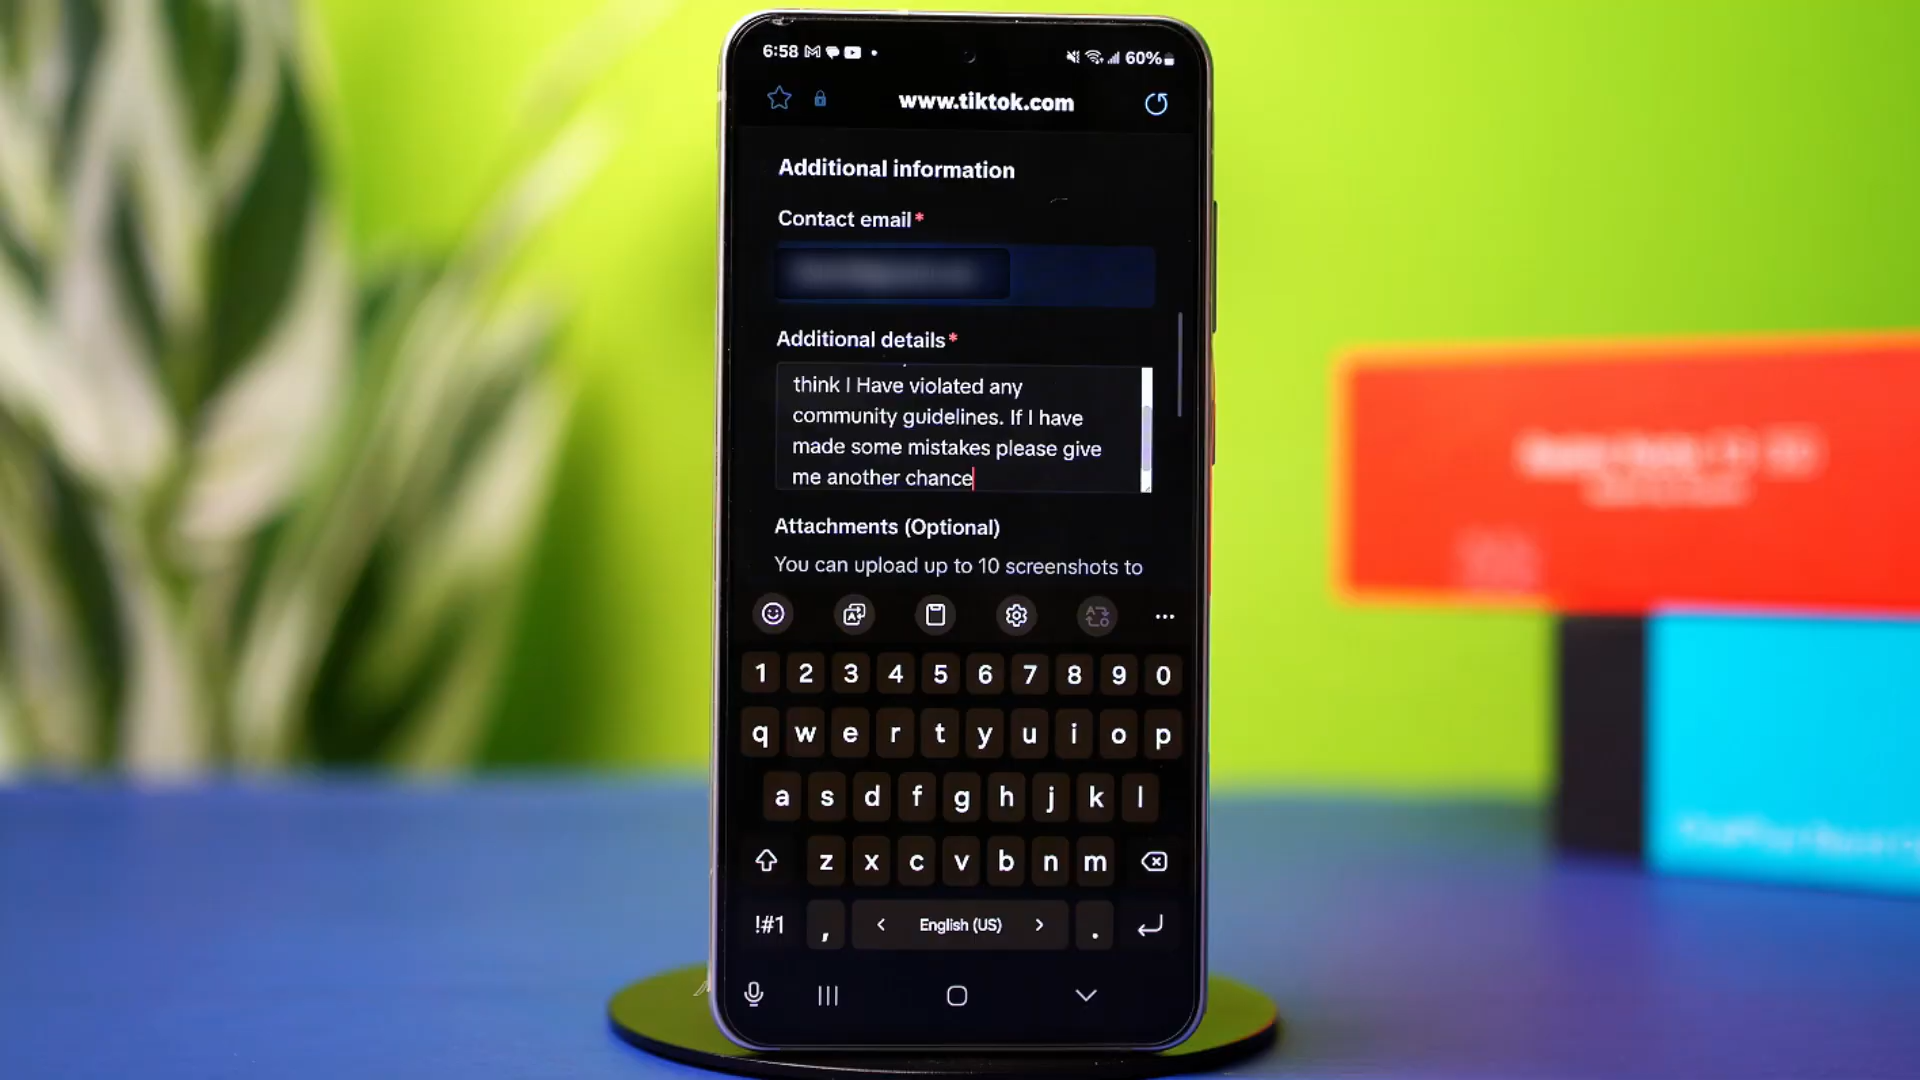 6:58
60%
www.tiktok.com
Additional information
Contact email*
Additional details*
think I Have violated any
community guidelines. If I have
made some mistakes please give
me another chance
Attachments (Optional)
You can upload up to 10 screenshots to
1 2 3 4 5 6 7 8 9 0
q w e r t y u i o p
a s d f g h j k l
z x c v b n m
!#1 , < English (US) > .